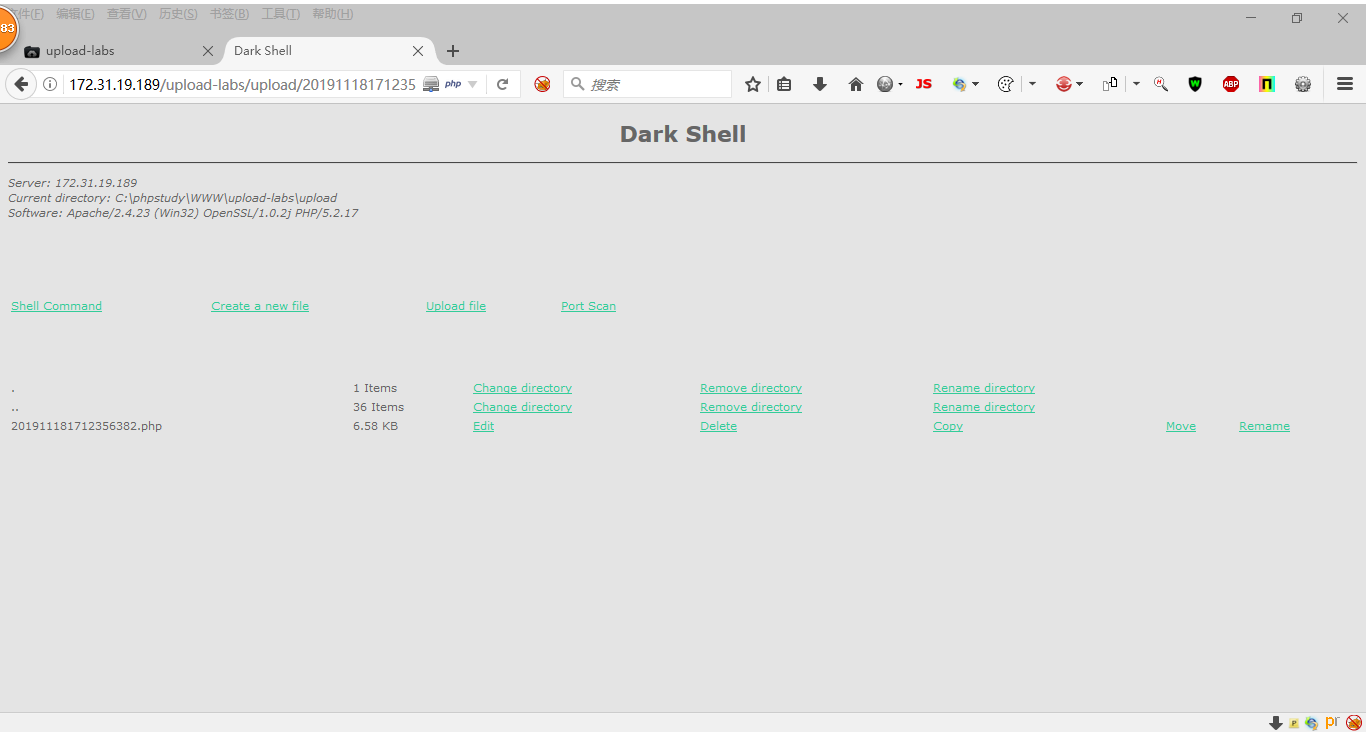 83
文件(F) 编辑(E) 查看(V) 历史(S) 书签(B) 工具(T) 帮助(H)
upload-labs
Dark Shell
172.31.19.189/upload-labs/upload/20191118171235
php
搜索
JS
ABP
Dark Shell
Server: 172.31.19.189
Current directory: C:\phpstudy\WWW\upload-labs\upload
Software: Apache/2.4.23 (Win32) OpenSSL/1.0.2j PHP/5.2.17
Shell Command Create a new file Upload file Port Scan
. 1 Items Change directory Remove directory Rename directory
.. 36 Items Change directory Remove directory Rename directory
201911181712356382.php 6.58 KB Edit Delete Copy Move Remame